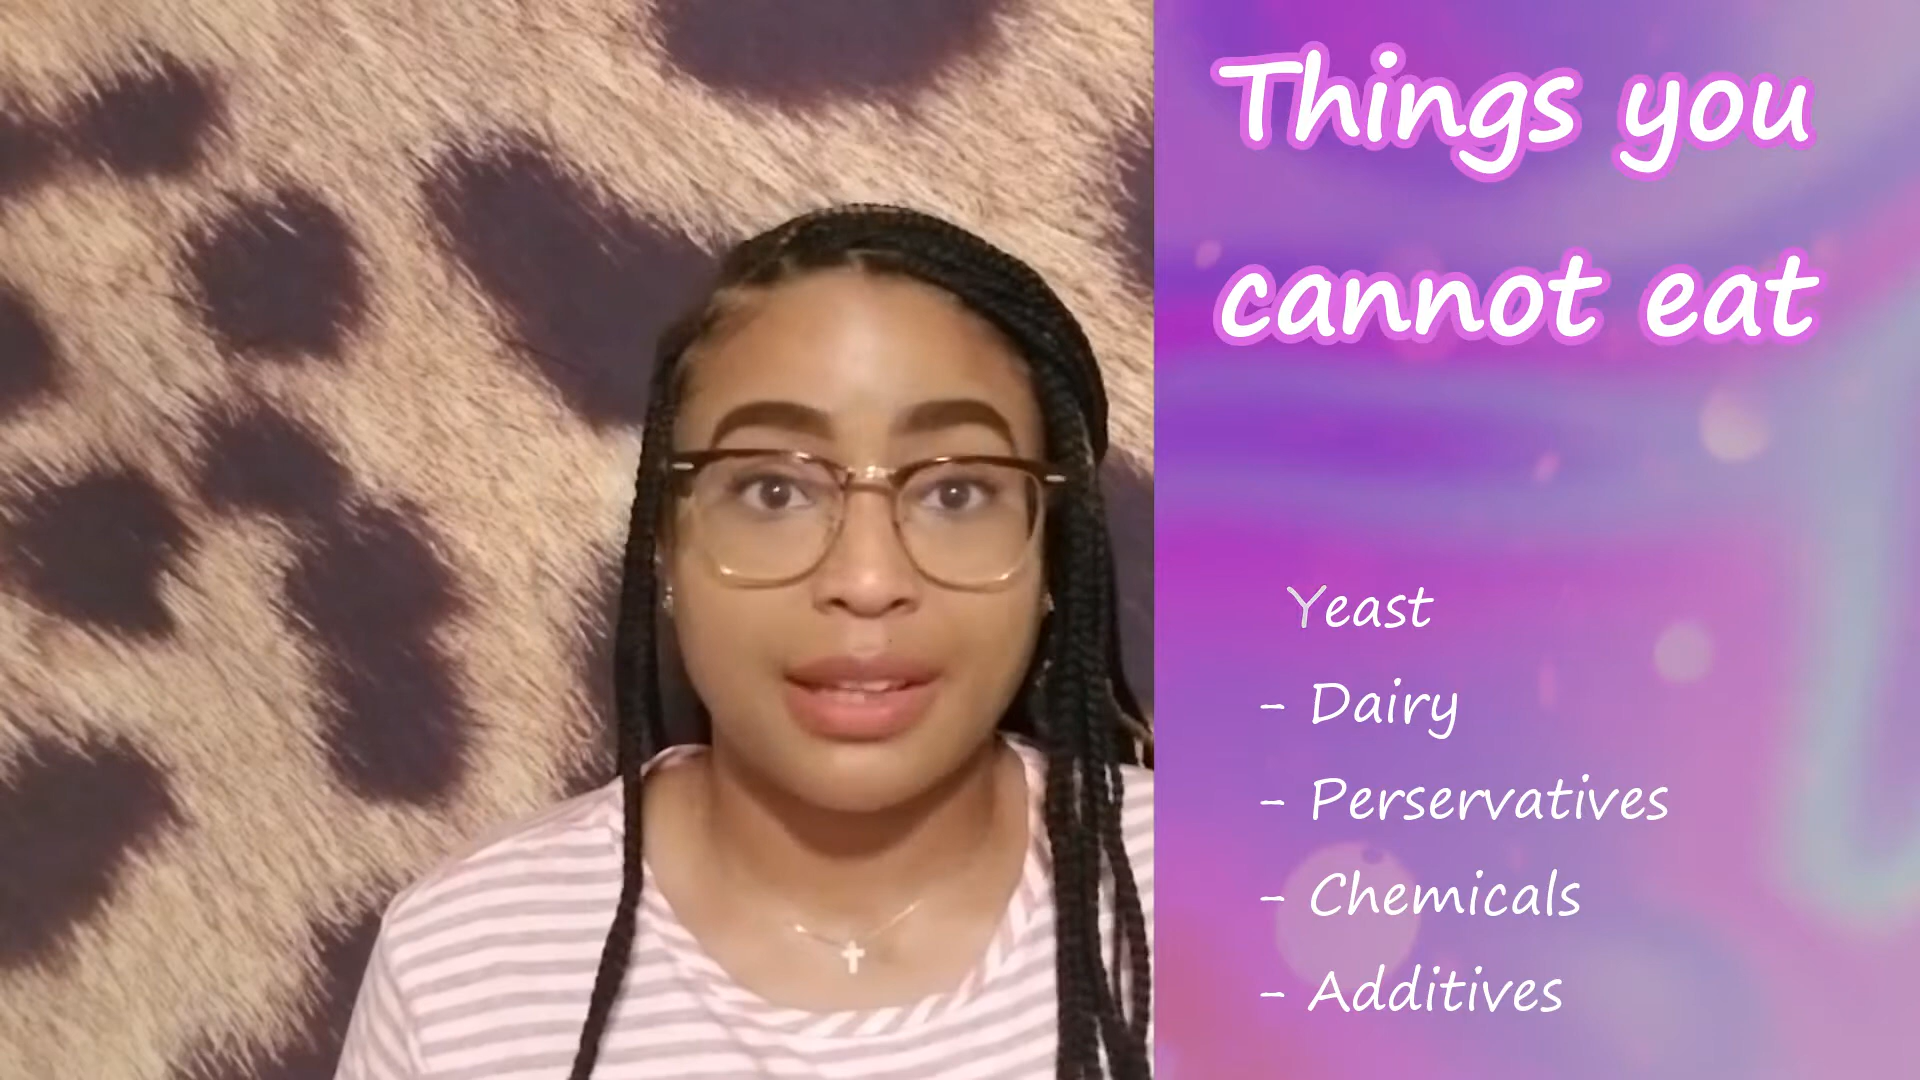 Things you
cannot eat
Yeast
- Dairy
- Perservatives
- Chemicals
- Additives